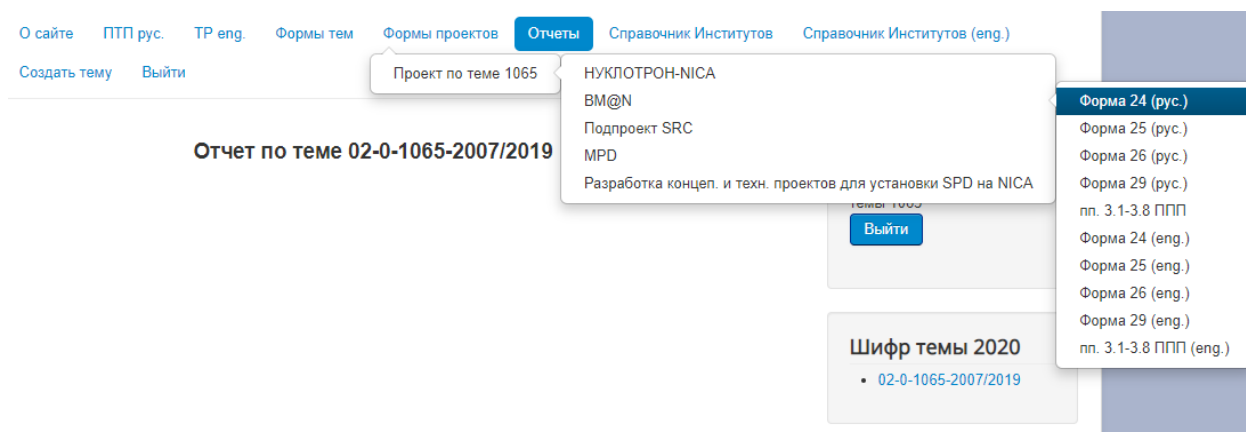 О сайте ПТП рус. TP eng. Формы тем Формы проектов Отчеты Справочник Институтов Справочник Институтов (eng.)
Создать тему Выйти
Проект по теме 1065
НУКЛОТРОН-NICA
BM@N
Подпроект SRC
MPD
Разработка концеп. и техн. проектов для установки SPD на NICA
Форма 24 (рус.)
Форма 25 (рус.)
Форма 26 (рус.)
Форма 29 (рус.)
пп. 3.1-3.8 ППП
Форма 24 (eng.)
Форма 25 (eng.)
Форма 26 (eng.)
Форма 29 (eng.)
пп. 3.1-3.8 ППП (eng.)
Отчет по теме 02-0-1065-2007/2019
темы 1065
Выйти
Шифр темы 2020
02-0-1065-2007/2019